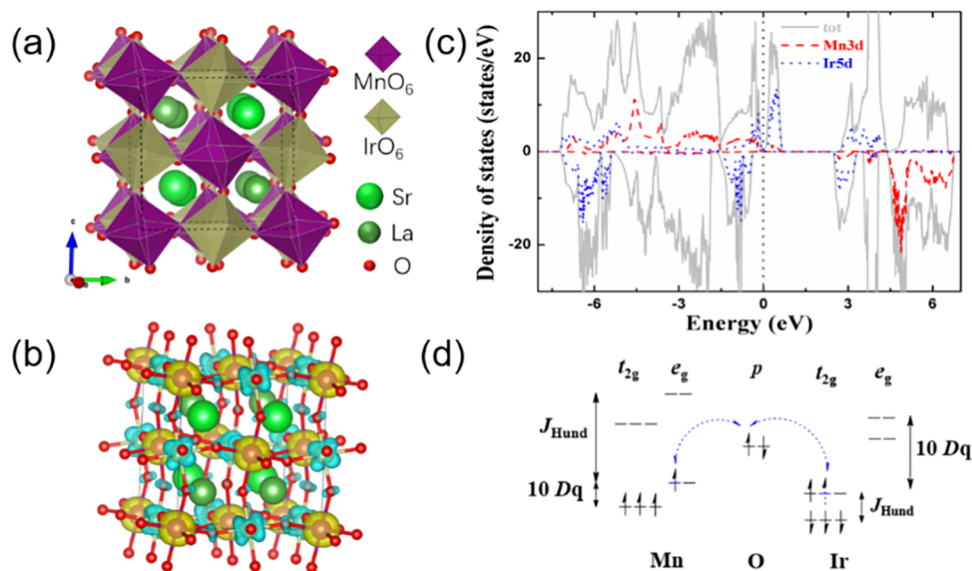 (a)
MnO6
IrO6
Sr
La
O
c
b
(b)
(c)
Density of states (states/eV)
20
0
-20
tot
Mn3d
Ir5d
-6 -3 0 3 6
Energy (eV)
(d)
t2g eg p t2g eg
JHund
10 Dq
10 Dq
JHund
Mn O Ir